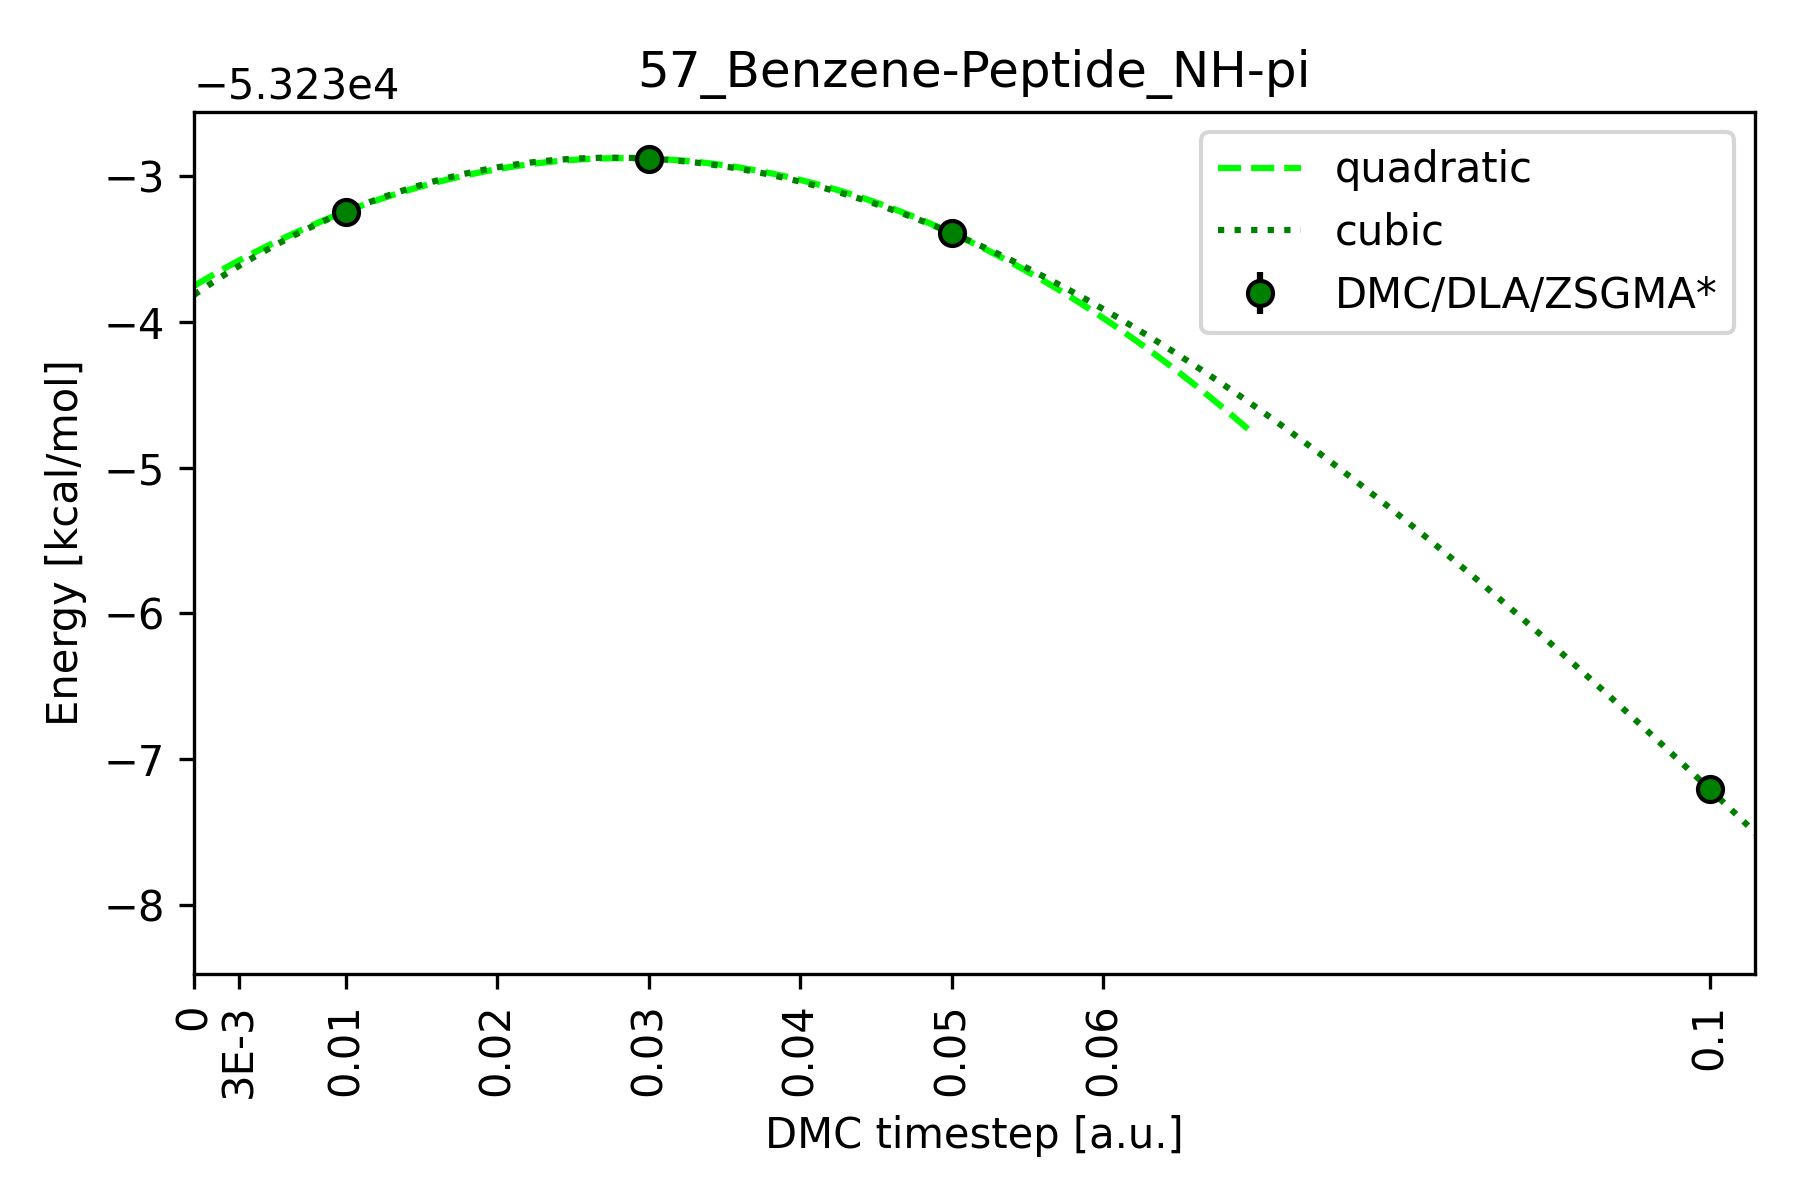 57_Benzene-Peptide_NH-pi
−5.323e4
quadratic
cubic
DMC/DLA/ZSGMA*
Energy [kcal/mol]
−3
−4
−5
−6
−7
−8
0
3E-3
0.01
0.02
0.03
0.04
0.05
0.06
0.1
DMC timestep [a.u.]